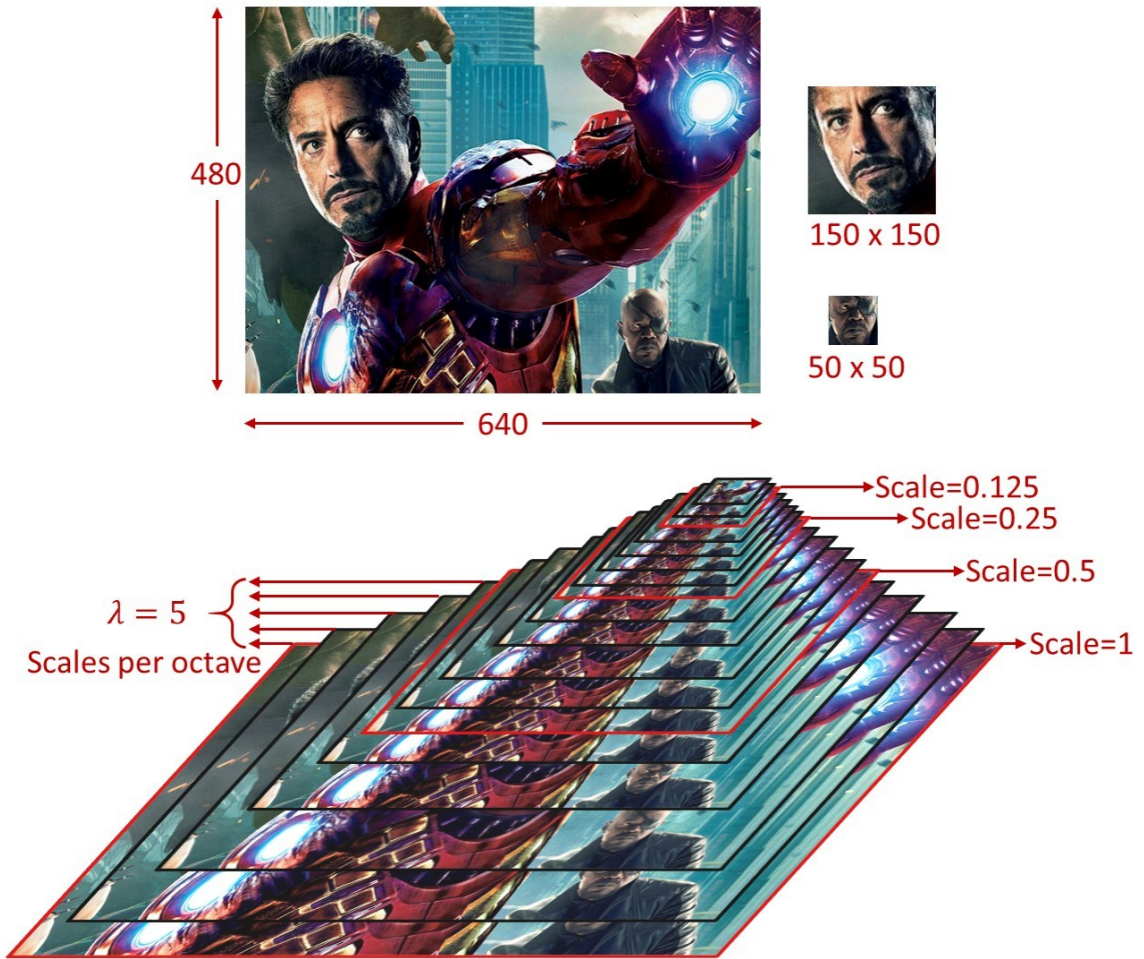 480
640
150 x 150
50 x 50
Scale=0.125
Scale=0.25
Scale=0.5
λ = 5
Scales per octave
Scale=1